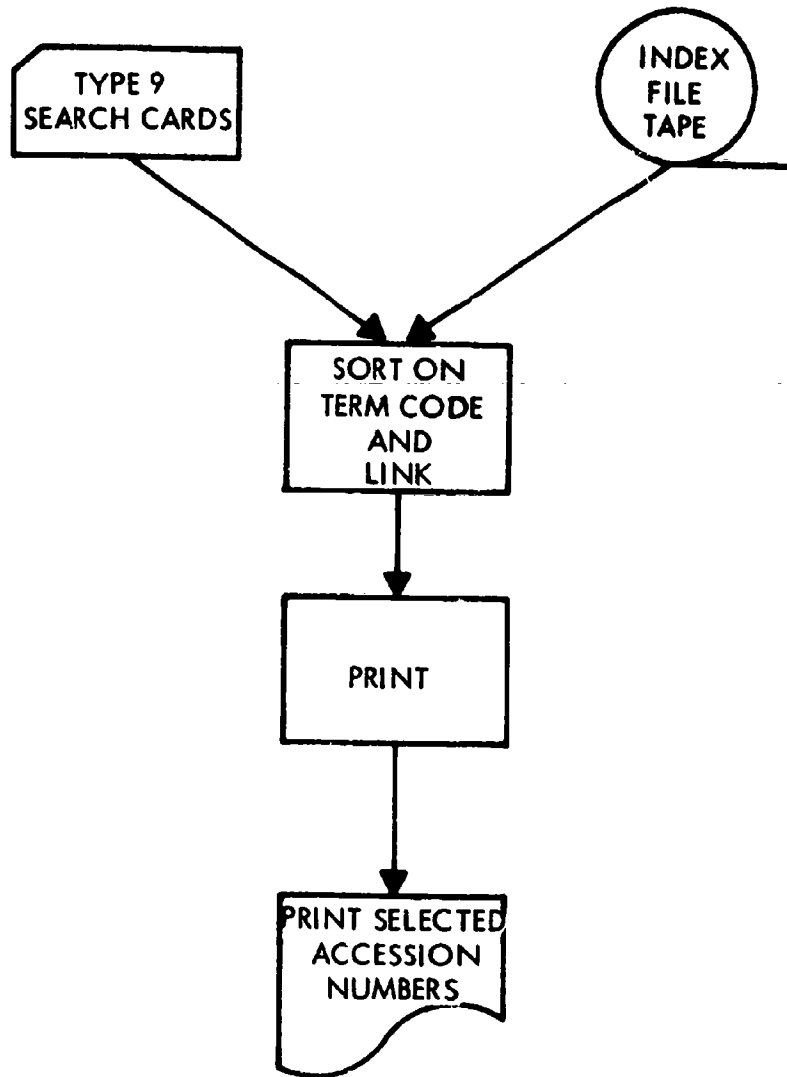 TYPE 9
SEARCH CARDS
INDEX
FILE
TAPE
SORT ON
TERM CODE
AND
LINK
PRINT
PRINT SELECTED
ACCESSION
NUMBERS